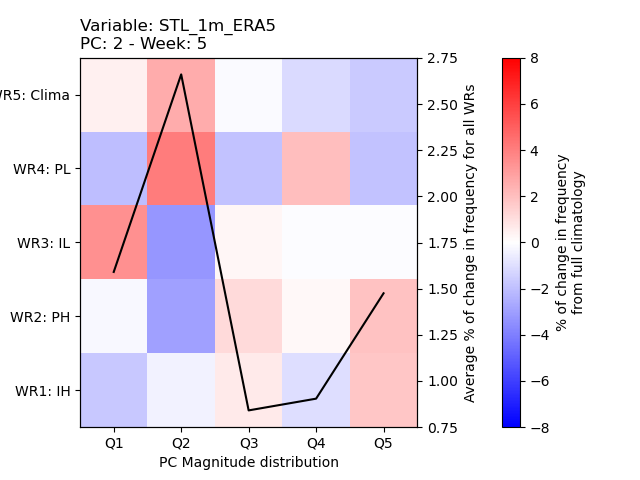 Variable: STL_1m_ERA5
PC: 2 - Week: 5
R5: Clima
WR4: PL
WR3: IL
WR2: PH
WR1: IH
Q1 Q2 Q3 Q4 Q5
PC Magnitude distribution
2.75
2.50
2.25
2.00
1.75
1.50
1.25
1.00
0.75
Average % of change in frequency for all WRs
8
6
4
2
0
−2
−4
−6
−8
% of change in frequency
from full climatology